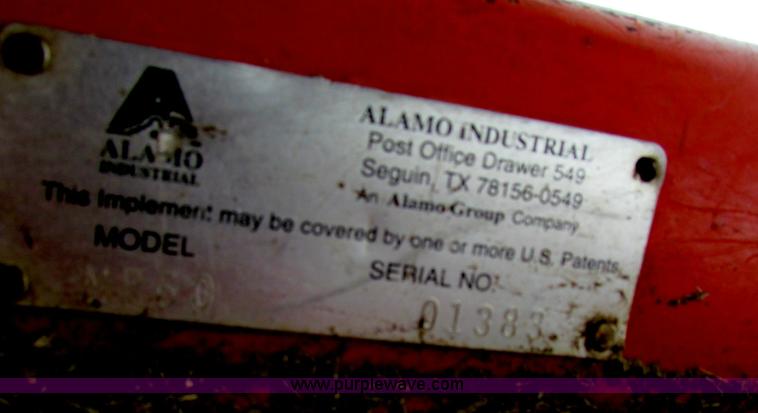 ALAMO
INDUSTRIAL
ALAMO INDUSTRIAL
Post Office Drawer 549
Seguin, TX 78156-0549
An Alamo Group Company
This Implement may be covered by one or more U.S. Patents
MODEL
SERIAL NO.
01383
www.purplewave.com